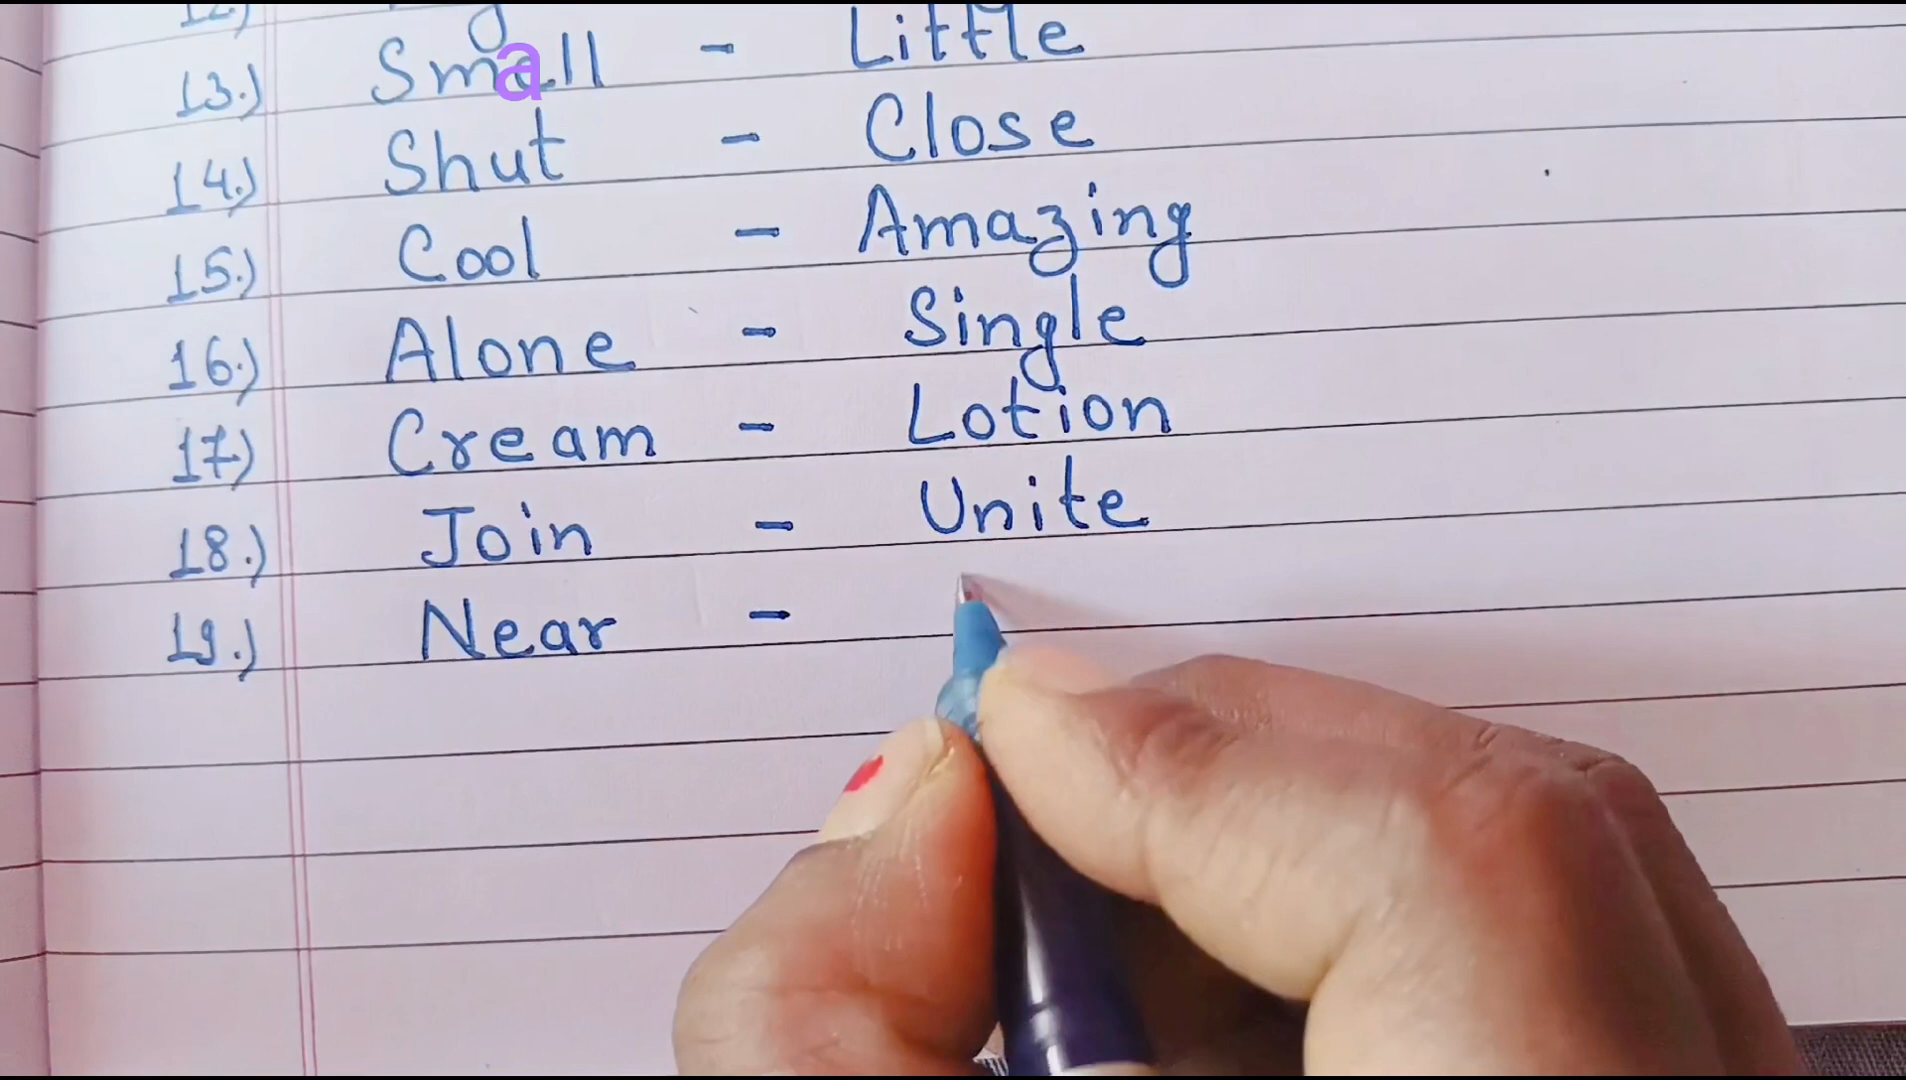 12.)
13.) Small - Little
14.) Shut - Close
15.) Cool - Amazing
16.) Alone - Single
17.) Cream - Lotion
18.) Join - Unite
19.) Near -